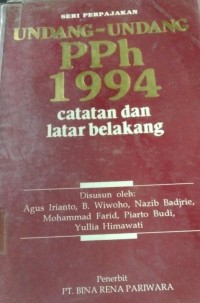 SERI PERPAJAKAN
UNDANG-UNDANG
PPh
1994
catatan dan
latar belakang
Disusun oleh:
Agus Irianto, B. Wiwoho, Nazib Badjrie,
Mohammad Farid, Piarto Budi,
Yullia Himawati
Penerbit
PT. BINA RENA PARIWARA